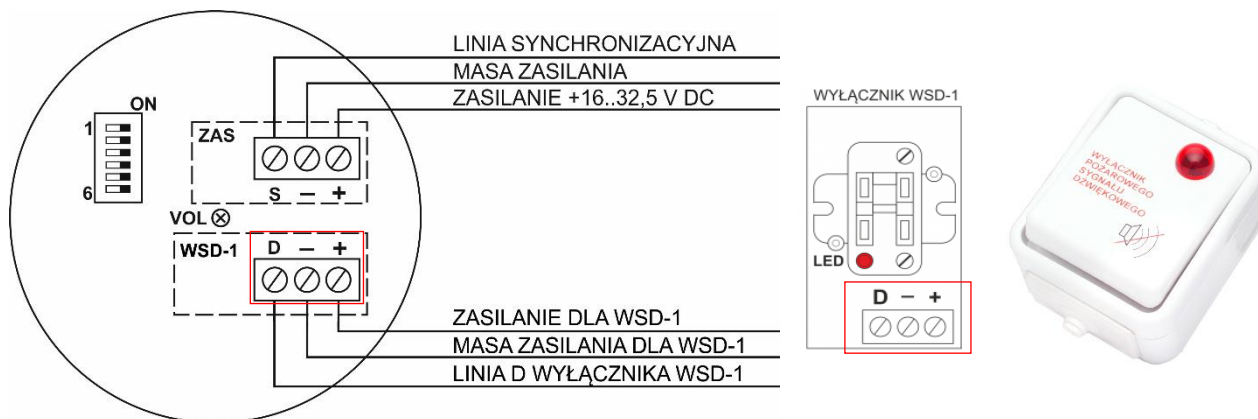 LINIA SYNCHRONIZACYJNA
MASA ZASILANIA
ZASILANIE +16..32,5 V DC
ON
1
6
ZAS
S – +
VOL
WSD-1
D – +
ZASILANIE DLA WSD-1
MASA ZASILANIA DLA WSD-1
LINIA D WYŁĄCZNIKA WSD-1
WYŁĄCZNIK WSD-1
LED
D – +
WYŁĄCZNIK
POŻAROWEGO
SYGNAŁU
DŹWIĘKOWEGO